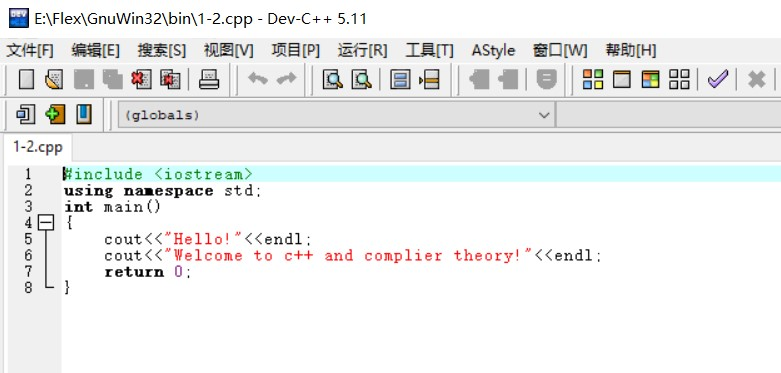 E:\Flex\GnuWin32\bin\1-2.cpp - Dev-C++ 5.11
文件[F] 编辑[E] 搜索[S] 视图[V] 项目[P] 运行[R] 工具[T] AStyle 窗口[W] 帮助[H]
(globals)
1-2.cpp
1 #include <iostream>
2 using namespace std;
3 int main()
4 {
5 cout<<"Hello!"<<endl;
6 cout<<"Welcome to c++ and complier theory!"<<endl;
7 return 0;
8 }